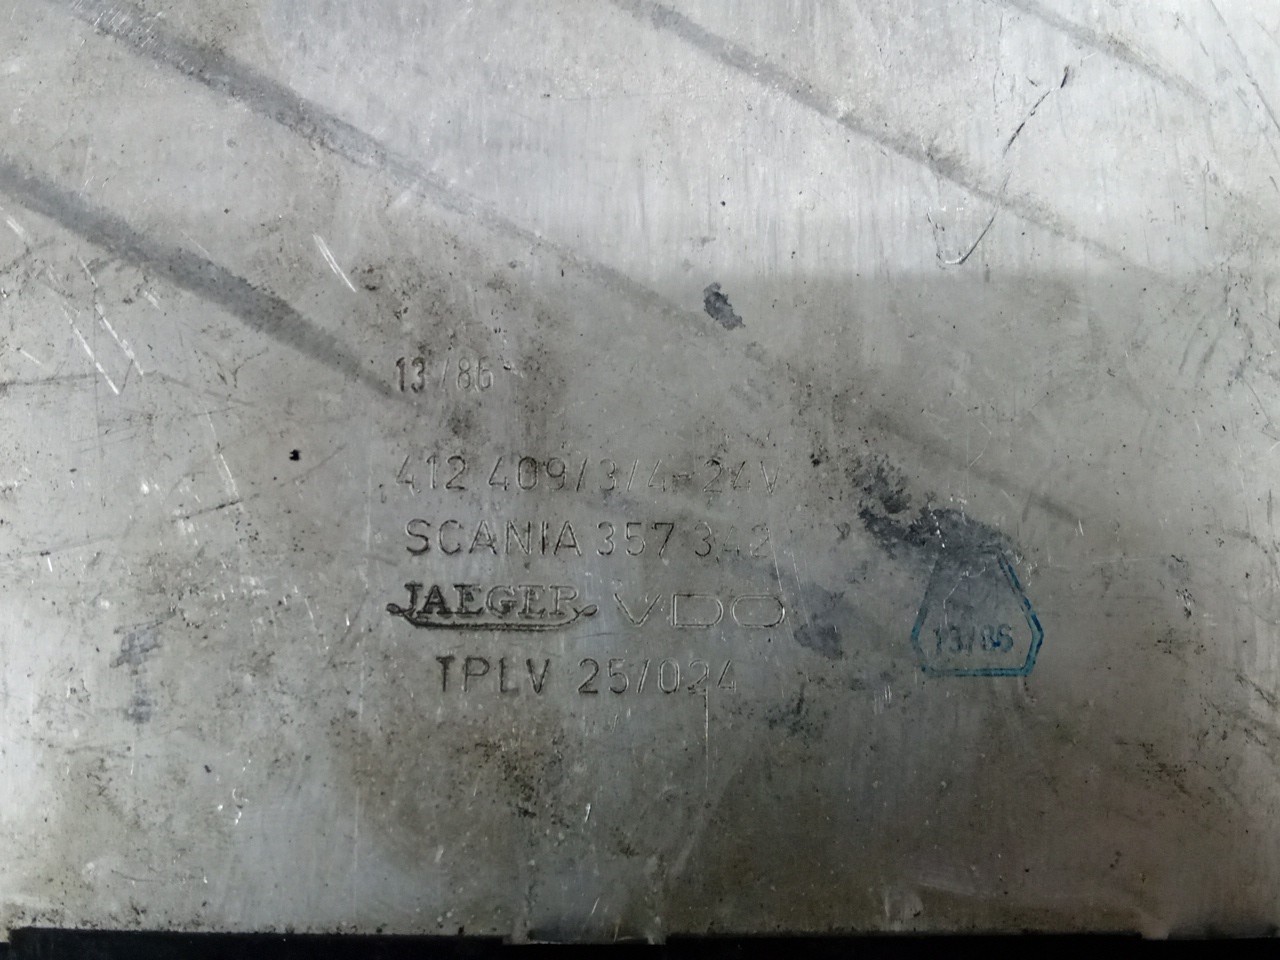 13/86
412 409/3/4-24V
SCANIA 357 342
JAEGER VDO
13/86
TPLV 25/024